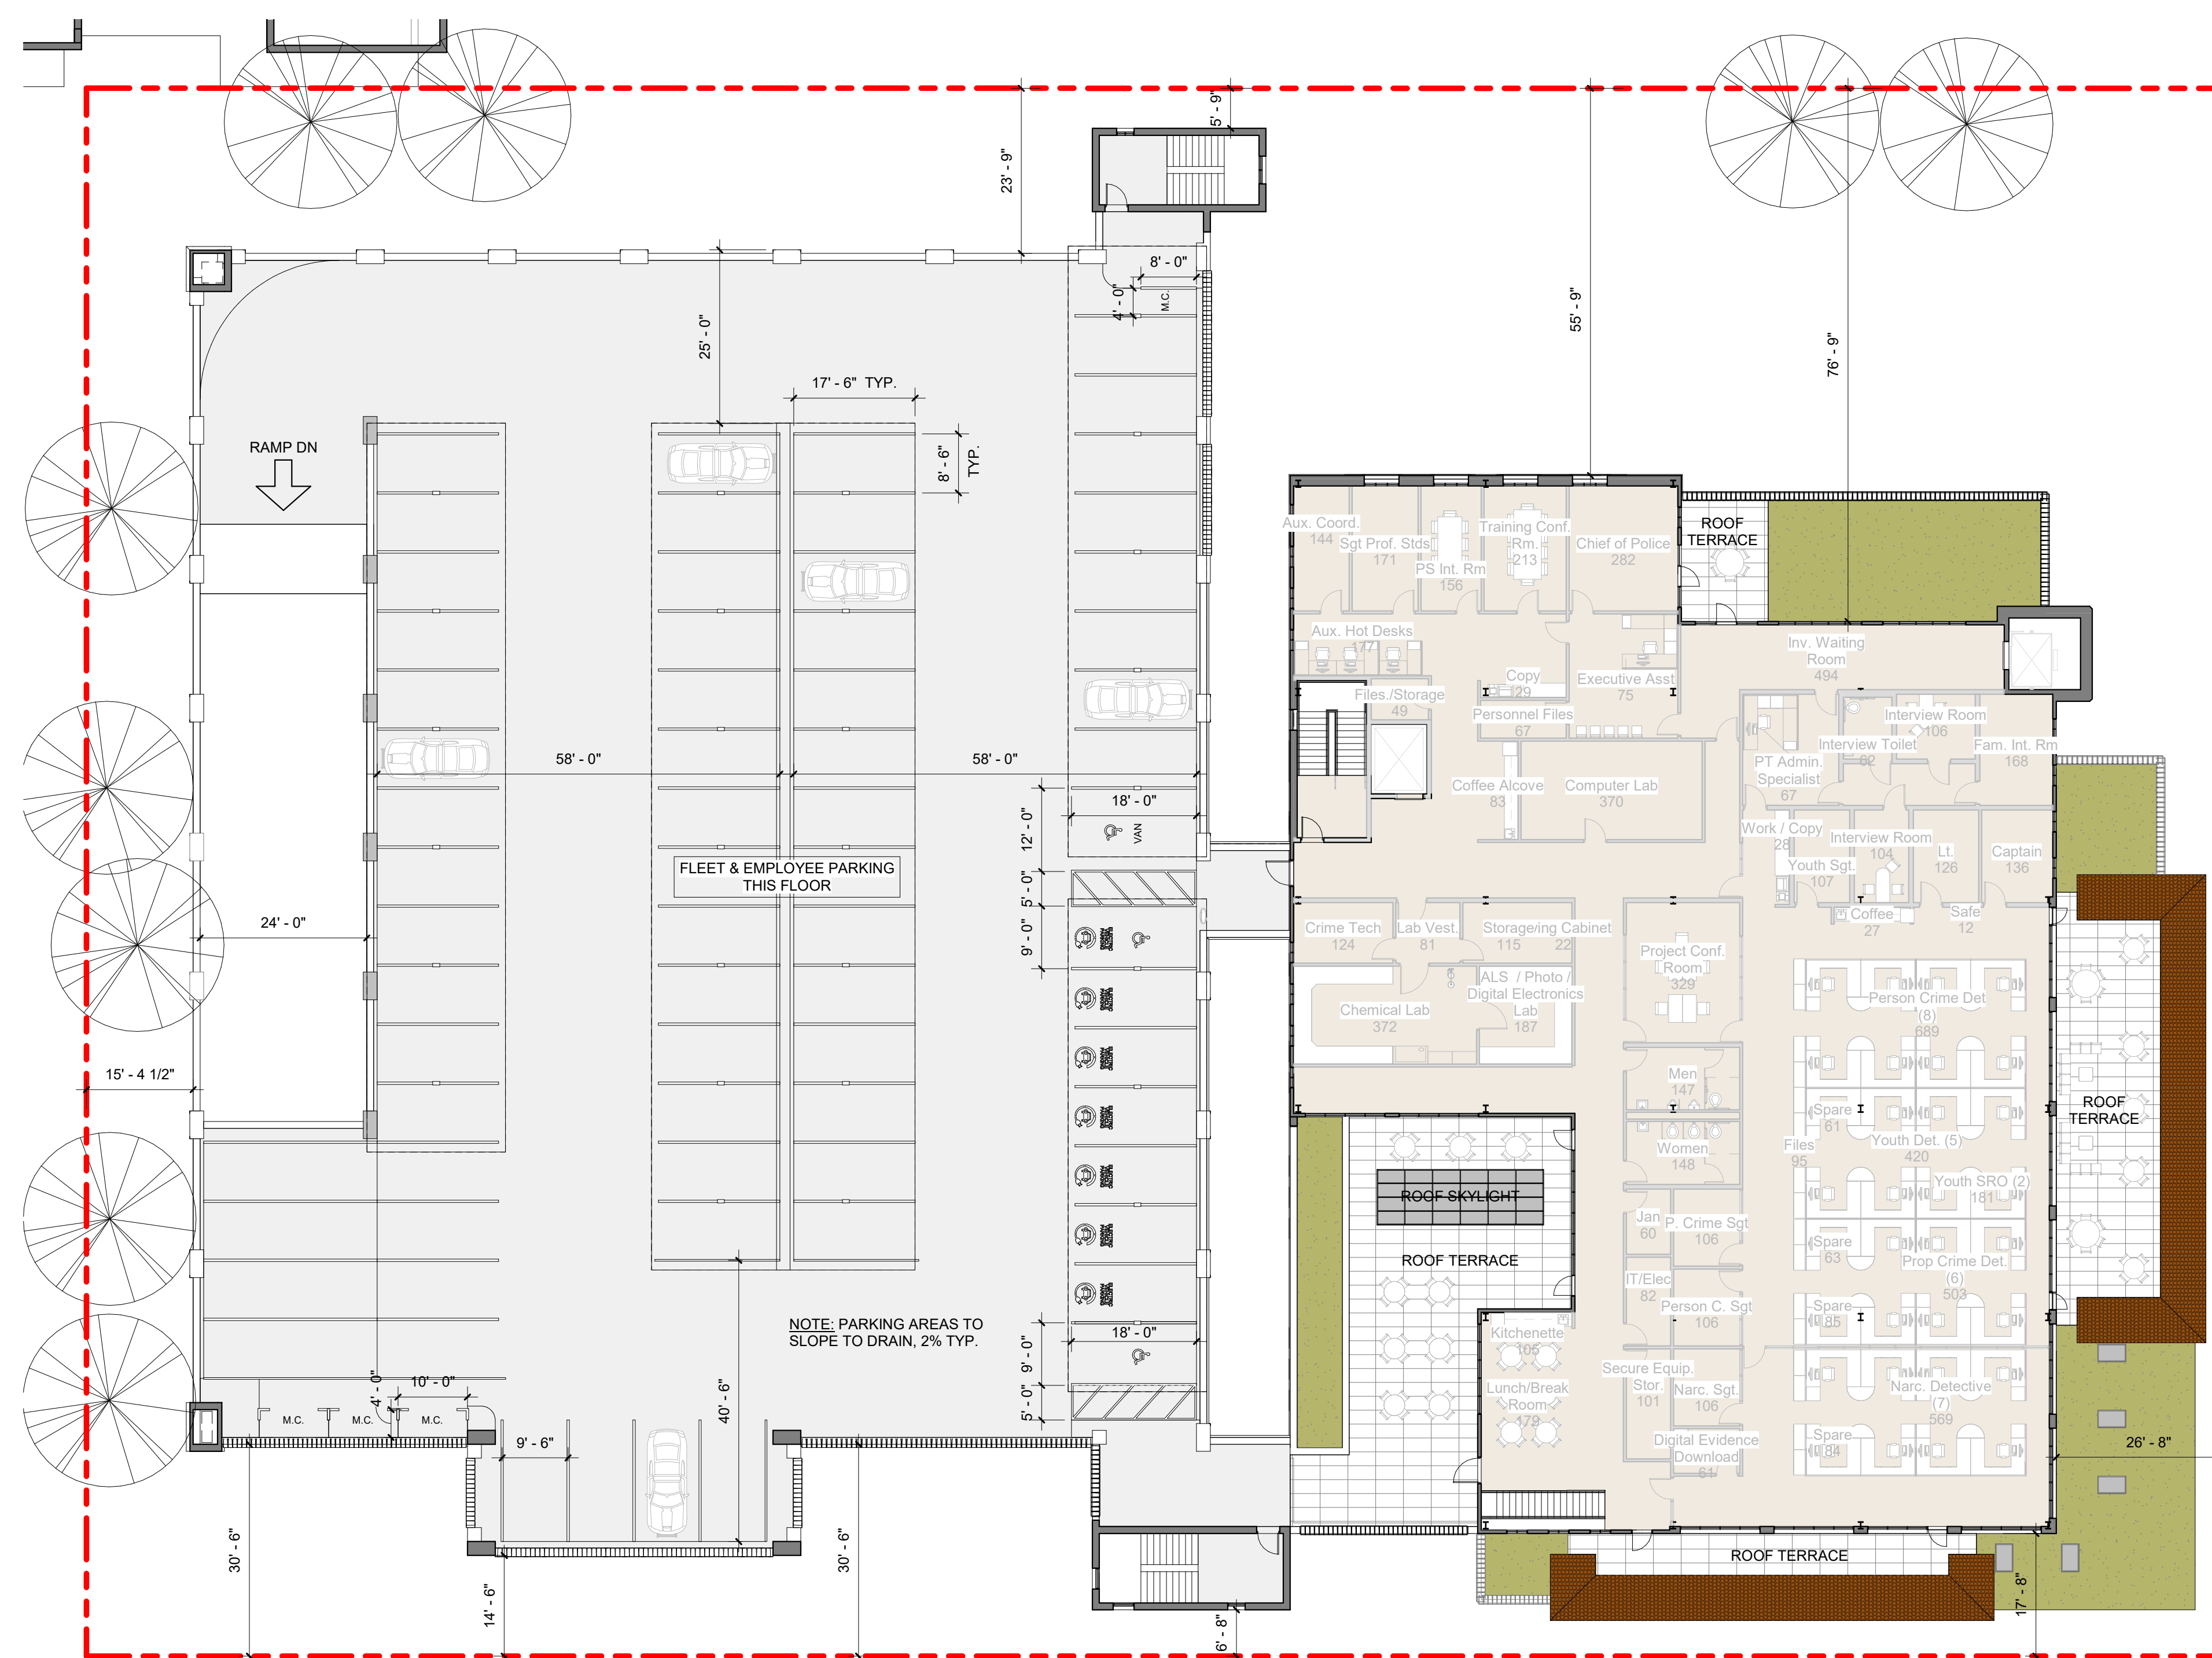 5' - 9"
23' - 9"
55' - 9"
76' - 9"
8' - 0"
4' - 0"
M.C.
25' - 0"
17' - 6" TYP.
8' - 6"
TYP.
RAMP DN
58' - 0"
58' - 0"
18' - 0"
12' - 0"
VAN
5' - 0"
9' - 0"
FLEET & EMPLOYEE PARKING
THIS FLOOR
24' - 0"
15' - 4 1/2"
NOTE: PARKING AREAS TO
SLOPE TO DRAIN, 2% TYP.
18' - 0"
9' - 0"
5' - 0"
40' - 6"
4' - 0"
10' - 0"
M.C.
M.C.
M.C.
9' - 6"
30' - 6"
14' - 6"
30' - 6"
6' - 8"
17' - 8"
26' - 8"
Aux. Coord.
144
Sgt Prof. Stds
171
PS Int. Rm
156
Training Conf.
Rm.
213
Chief of Police
282
ROOF
TERRACE
Aux. Hot Desks
177
Files./Storage
49
Copy
29
Personnel Files
67
Executive Asst
75
Inv. Waiting
Room
494
Interview Room
106
Interview Toilet
62
Fam. Int. Rm
168
PT Admin.
Specialist
67
Coffee Alcove
83
Computer Lab
370
Work / Copy
28
Youth Sgt.
107
Interview Room
104
Lt.
126
Captain
136
Coffee
27
Safe
12
Crime Tech
124
Lab Vest.
81
Storage/ing Cabinet
115
22
Chemical Lab
372
ALS / Photo /
Digital Electronics
Lab
187
Project Conf.
Room
329
Person Crime Det
(8)
689
Men
147
Women
148
Spare
61
Files
95
Youth Det. (5)
420
Youth SRO (2)
181
ROOF
TERRACE
ROOF SKYLIGHT
ROOF TERRACE
Jan
60
P. Crime Sgt
106
Spare
63
Prop Crime Det.
(6)
503
IT/Elec
82
Person C. Sgt
106
Spare
85
Kitchenette
105
Lunch/Break
Room
179
Secure Equip.
Stor.
101
Narc. Sgt.
106
Narc. Detective
(7)
569
Digital Evidence
Download
61
Spare
84
ROOF TERRACE